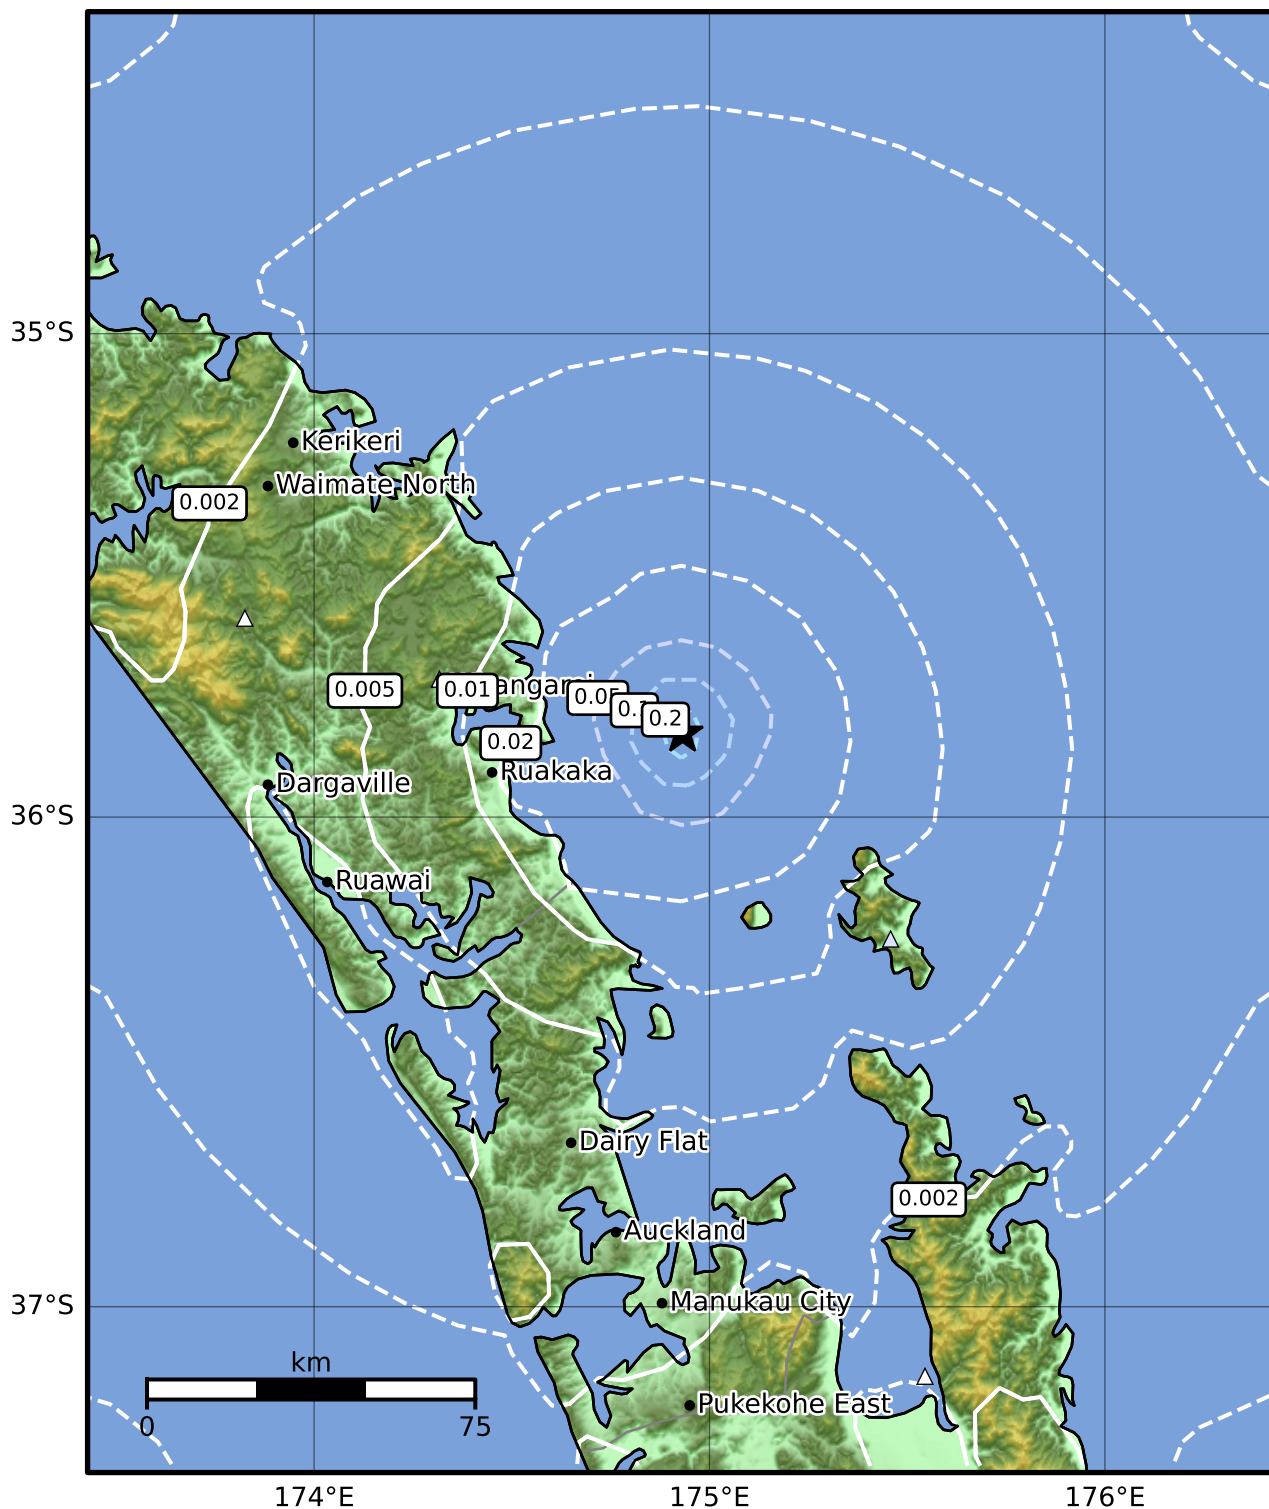 35°S
Kerikeri
Waimate North
0.002
0.005
0.01
0.05
0.2
0.02
Ruakaka
Dargaville
36°S
Ruawai
Dairy Flat
0.002
Auckland
37°S
Manukau City
km
0
75
Pukekohe East
174°E
175°E
176°E